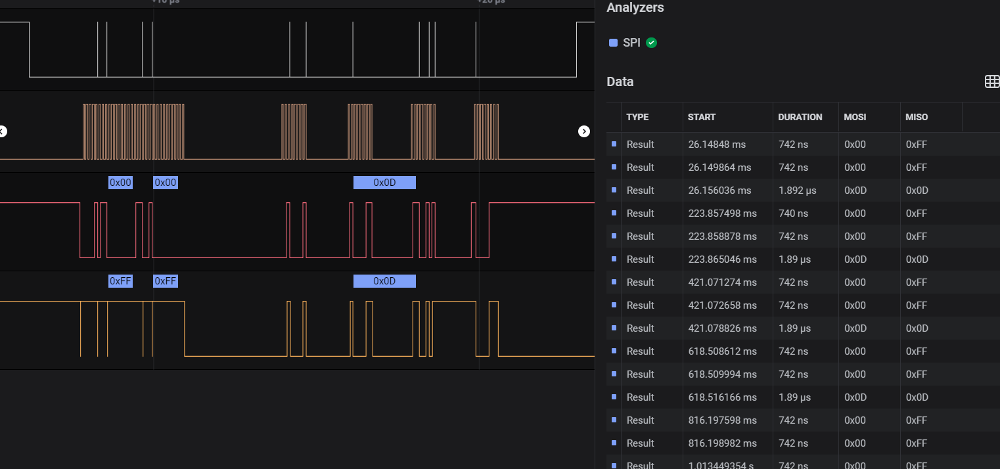 +10 µs
+20 µs
0x00
0x00
0x0D
0xFF
0xFF
0x0D
Analyzers
SPI
Data
TYPE START DURATION MOSI MISO
Result 26.14848 ms 742 ns 0x00 0xFF
Result 26.149864 ms 742 ns 0x00 0xFF
Result 26.156036 ms 1.892 µs 0x0D 0x0D
Result 223.857498 ms 740 ns 0x00 0xFF
Result 223.858878 ms 742 ns 0x00 0xFF
Result 223.865046 ms 1.89 µs 0x0D 0x0D
Result 421.071274 ms 742 ns 0x00 0xFF
Result 421.072658 ms 742 ns 0x00 0xFF
Result 421.078826 ms 1.89 µs 0x0D 0x0D
Result 618.508612 ms 742 ns 0x00 0xFF
Result 618.509994 ms 742 ns 0x00 0xFF
Result 618.516166 ms 1.89 µs 0x0D 0x0D
Result 816.197598 ms 742 ns 0x00 0xFF
Result 816.198982 ms 742 ns 0x00 0xFF
Result 1.013449354 s 742 ns 0x00 0xFF